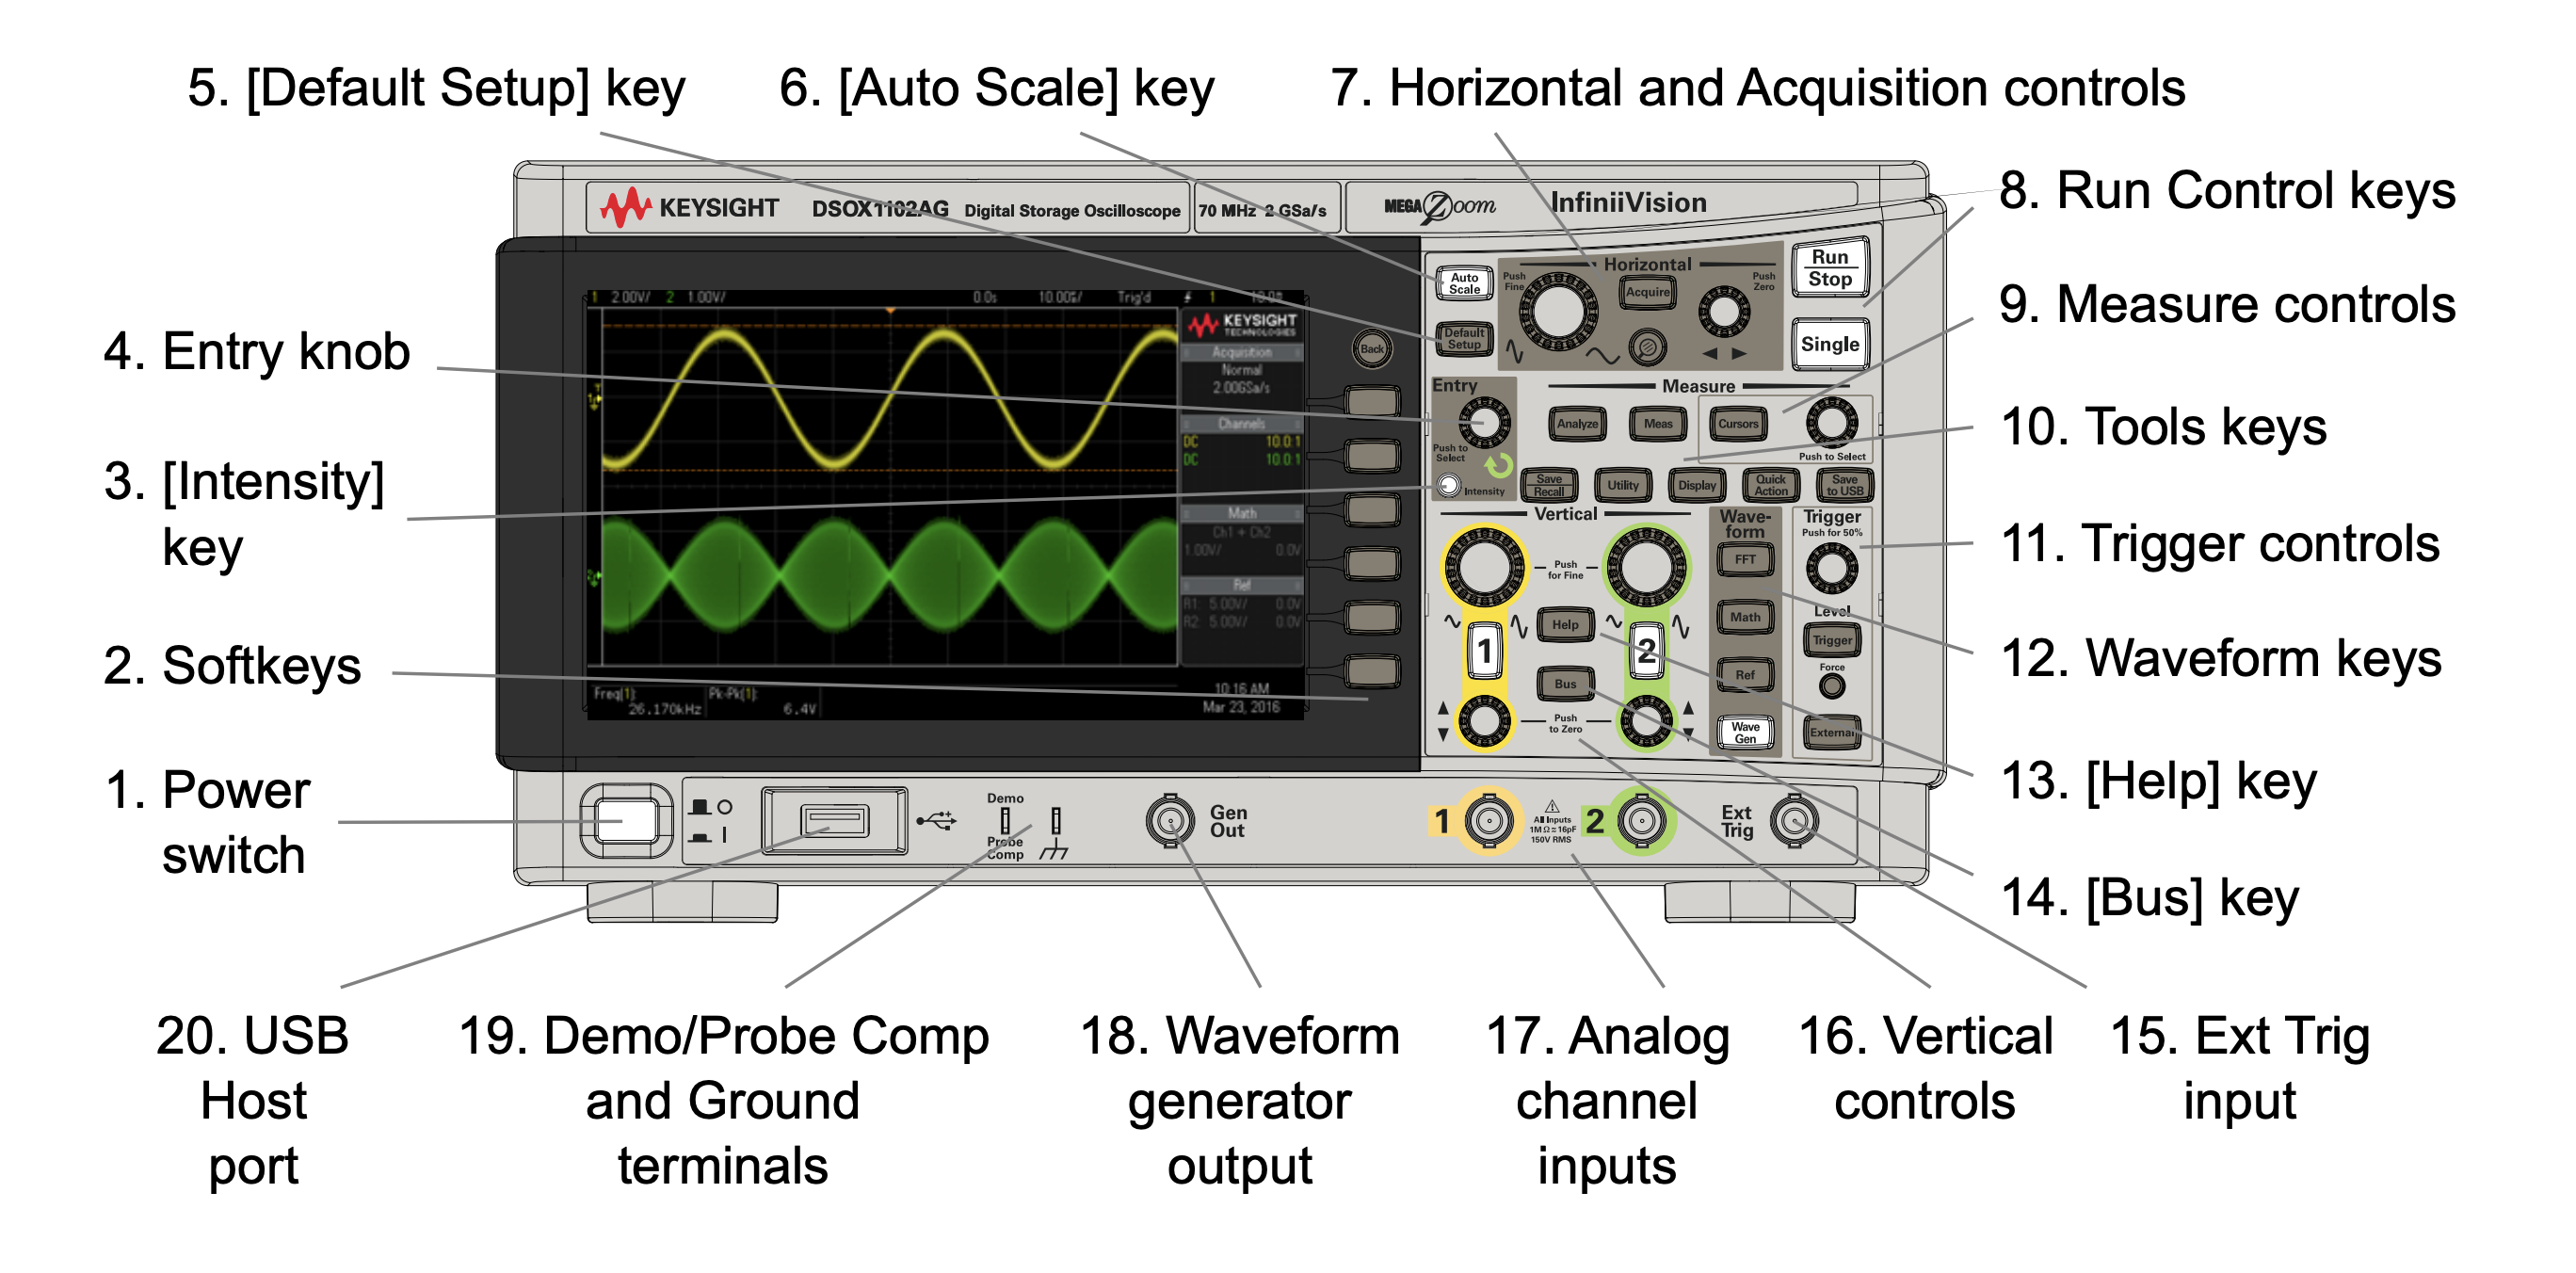 5. [Default Setup] key
6. [Auto Scale] key
7. Horizontal and Acquisition controls
8. Run Control keys
9. Measure controls
10. Tools keys
11. Trigger controls
12. Waveform keys
13. [Help] key
14. [Bus] key
4. Entry knob
3. [Intensity]
key
2. Softkeys
1. Power
switch
KEYSIGHT
DSOX1102AG
Digital Storage Oscilloscope
70 MHz 2 GSa/s
MEGA Zoom
InfiniiVision
1 2.00V/ 2 1.00V/
0.0s
10.00$/
Trig'd
1
KEYSIGHT
TECHNOLOGIES
Acquisition
Normal
2.00GSa/s
Channels
DC 10.0:1
DC 10.0:1
Math
Ch1 + Ch2
1.00V/ 0.0V
Ref
R1: 5.00V/ 0.0V
R2: 5.00V/ 0.0V
Freq(1):
26.170kHz
Pk-Pk(1):
6.4V
10:16 AM
Mar 23, 2016
Back
Auto
Scale
Default
Setup
Horizontal
Push
Fine
Acquire
Push
Zero
Run
Stop
Single
Entry
Push to
Select
Intensity
Measure
Analyze
Meas
Cursors
Push to Select
Save
Recall
Utility
Display
Quick
Action
Save
to USB
Vertical
Push
for Fine
1
Help
2
Bus
Push
to Zero
Wave-
form
FFT
Math
Ref
Wave
Gen
Trigger
Push for 50%
Level
Trigger
Force
External
Demo
Probe
Comp
Gen
Out
1
All Inputs
1MΩ≅16pF
150V RMS
2
Ext
Trig
20. USB
Host
port
19. Demo/Probe Comp
and Ground
terminals
18. Waveform
generator
output
17. Analog
channel
inputs
16. Vertical
controls
15. Ext Trig
input